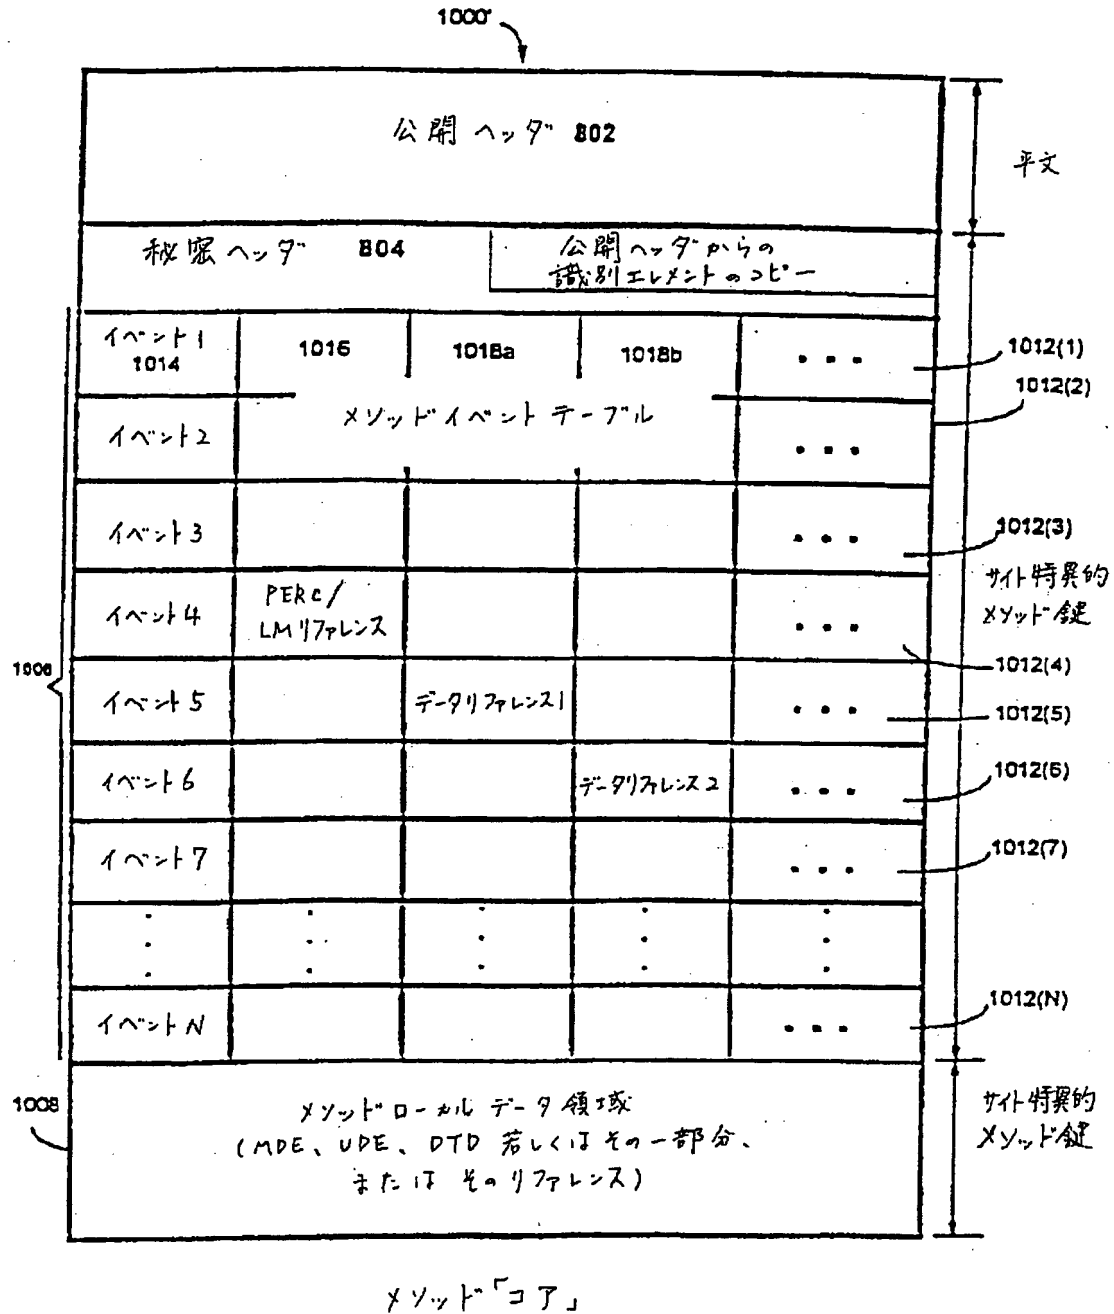 1000'
公開ヘッダ 802
平文
秘密ヘッダ 804
公開ヘッダからの
識別エレメントのコピー
イベント1
1014
1016
1018a
1018b
• • •
1012(1)
1012(2)
メソッドイベントテーブル
イベント2
• • •
イベント3
• • •
1012(3)
サイト特異的
メソッド鍵
イベント4
PERC/
LMリファレンス
• • •
1012(4)
1006
イベント5
データリファレンス1
• • •
1012(5)
イベント6
データリファレンス2
• • •
1012(6)
イベント7
• • •
1012(7)
イベントN
• • •
1012(N)
1008
メソッドローカルデータ領域
(MDE、UDE、DTD 若しくはその一部分、
またはそのリファレンス)
サイト特異的
メソッド鍵
メソッド「コア」